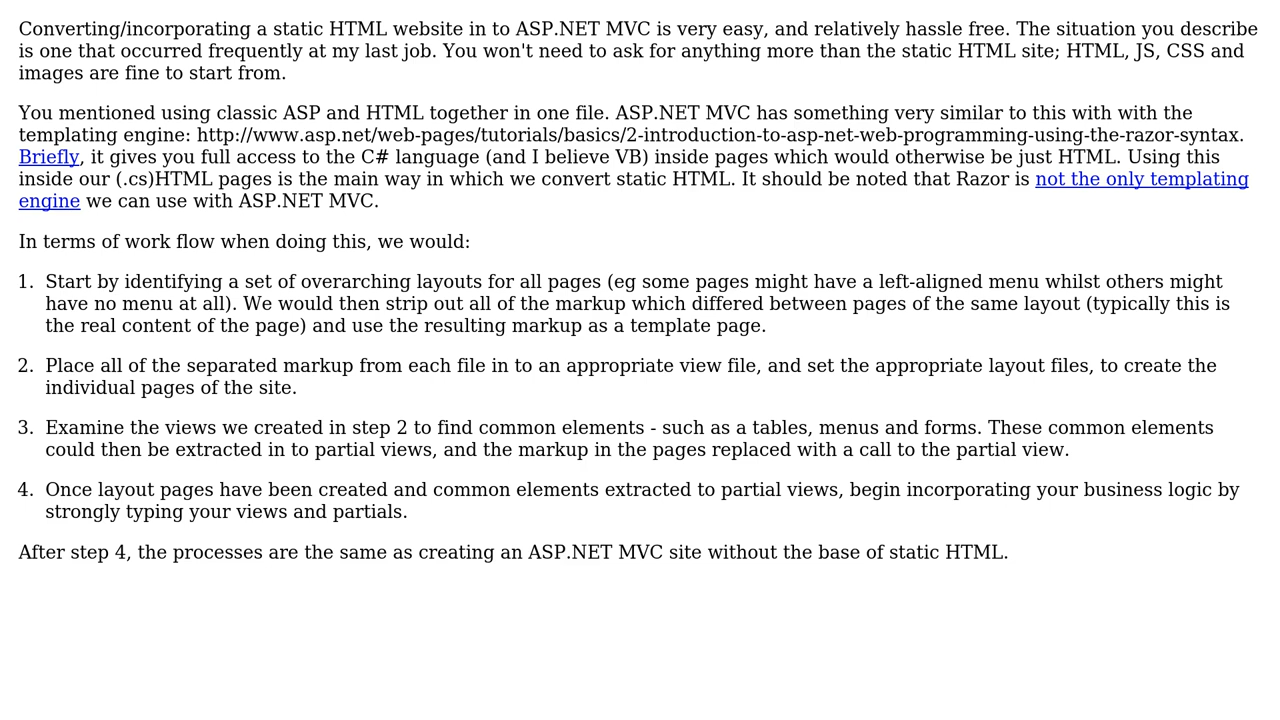 Converting/incorporating a static HTML website in to ASP.NET MVC is very easy, and relatively hassle free. The situation you describe
is one that occurred frequently at my last job. You won't need to ask for anything more than the static HTML site; HTML, JS, CSS and
images are fine to start from.
You mentioned using classic ASP and HTML together in one file. ASP.NET MVC has something very similar to this with with the
templating engine: http://www.asp.net/web-pages/tutorials/basics/2-introduction-to-asp-net-web-programming-using-the-razor-syntax.
Briefly, it gives you full access to the C# language (and I believe VB) inside pages which would otherwise be just HTML. Using this
inside our (.cs)HTML pages is the main way in which we convert static HTML. It should be noted that Razor is not the only templating
engine we can use with ASP.NET MVC.
In terms of work flow when doing this, we would:
1. Start by identifying a set of overarching layouts for all pages (eg some pages might have a left-aligned menu whilst others might
have no menu at all). We would then strip out all of the markup which differed between pages of the same layout (typically this is
the real content of the page) and use the resulting markup as a template page.
2. Place all of the separated markup from each file in to an appropriate view file, and set the appropriate layout files, to create the
individual pages of the site.
3. Examine the views we created in step 2 to find common elements - such as a tables, menus and forms. These common elements
could then be extracted in to partial views, and the markup in the pages replaced with a call to the partial view.
4. Once layout pages have been created and common elements extracted to partial views, begin incorporating your business logic by
strongly typing your views and partials.
After step 4, the processes are the same as creating an ASP.NET MVC site without the base of static HTML.